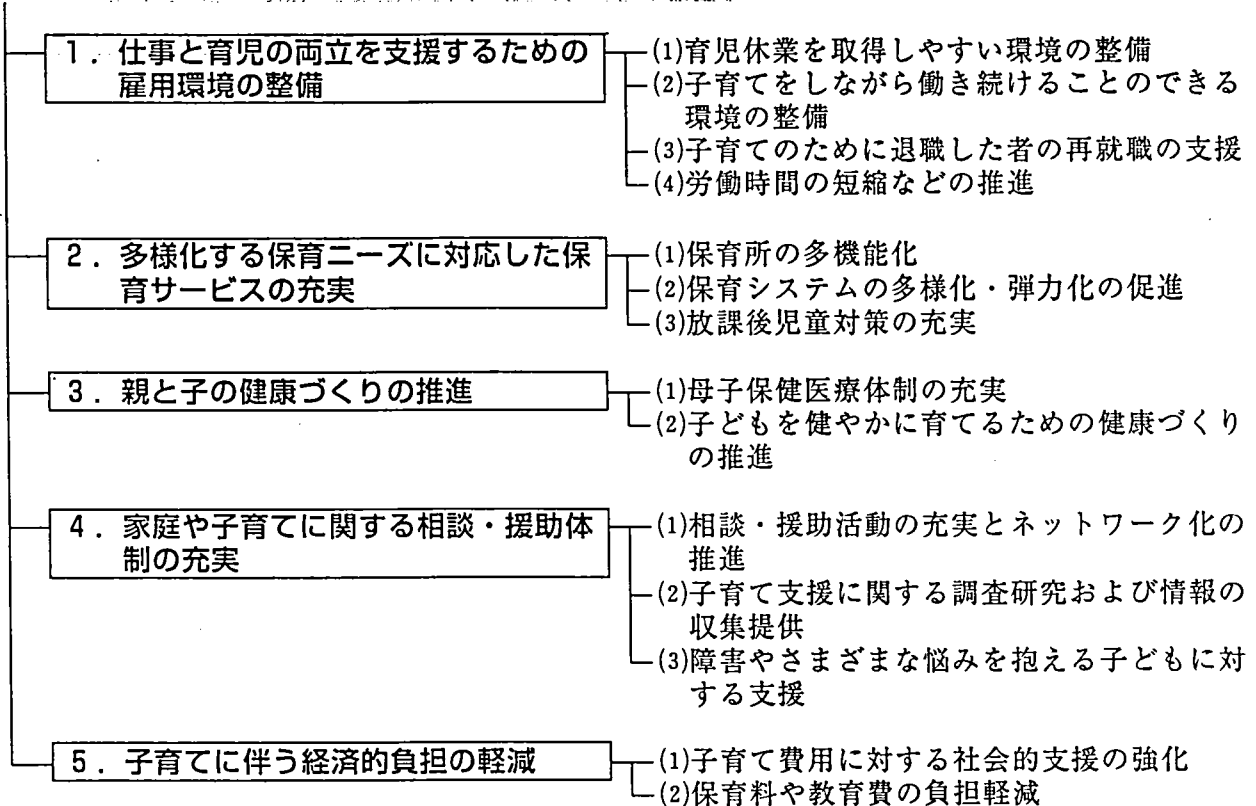 1．仕事と育児の両立を支援するための
雇用環境の整備
(1)育児休業を取得しやすい環境の整備
(2)子育てをしながら働き続けることのできる
環境の整備
(3)子育てのために退職した者の再就職の支援
(4)労働時間の短縮などの推進
2．多様化する保育ニーズに対応した保
育サービスの充実
(1)保育所の多機能化
(2)保育システムの多様化・弾力化の促進
(3)放課後児童対策の充実
3．親と子の健康づくりの推進
(1)母子保健医療体制の充実
(2)子どもを健やかに育てるための健康づくり
の推進
4．家庭や子育てに関する相談・援助体
制の充実
(1)相談・援助活動の充実とネットワーク化の
推進
(2)子育て支援に関する調査研究および情報の
収集提供
(3)障害やさまざまな悩みを抱える子どもに対
する支援
5．子育てに伴う経済的負担の軽減
(1)子育て費用に対する社会的支援の強化
(2)保育料や教育費の負担軽減